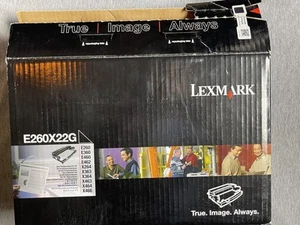 True Image Always
LEXMARK
E260X22G
E260
E360
E460
E462
X264
X363
X364
X463
X464
X466
True. Image. Always.